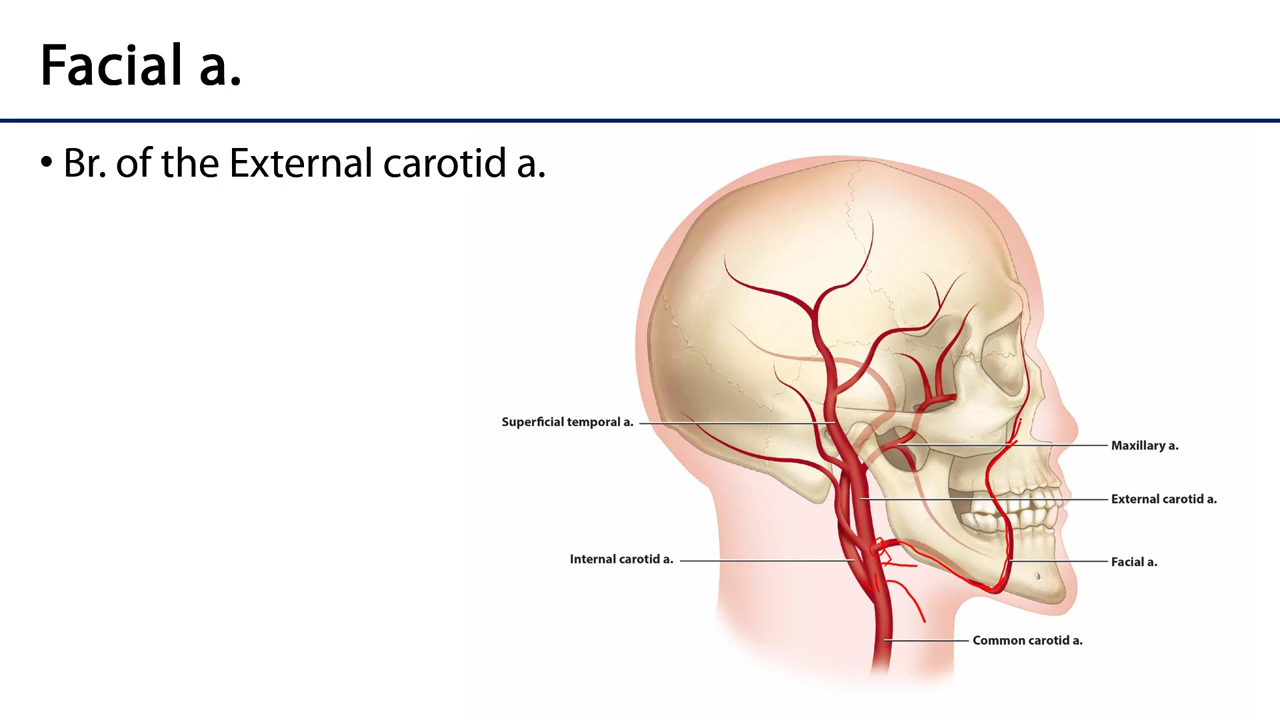 Facial a.
• Br. of the External carotid a.
Superficial temporal a.
Maxillary a.
External carotid a.
Internal carotid a.
Facial a.
Common carotid a.